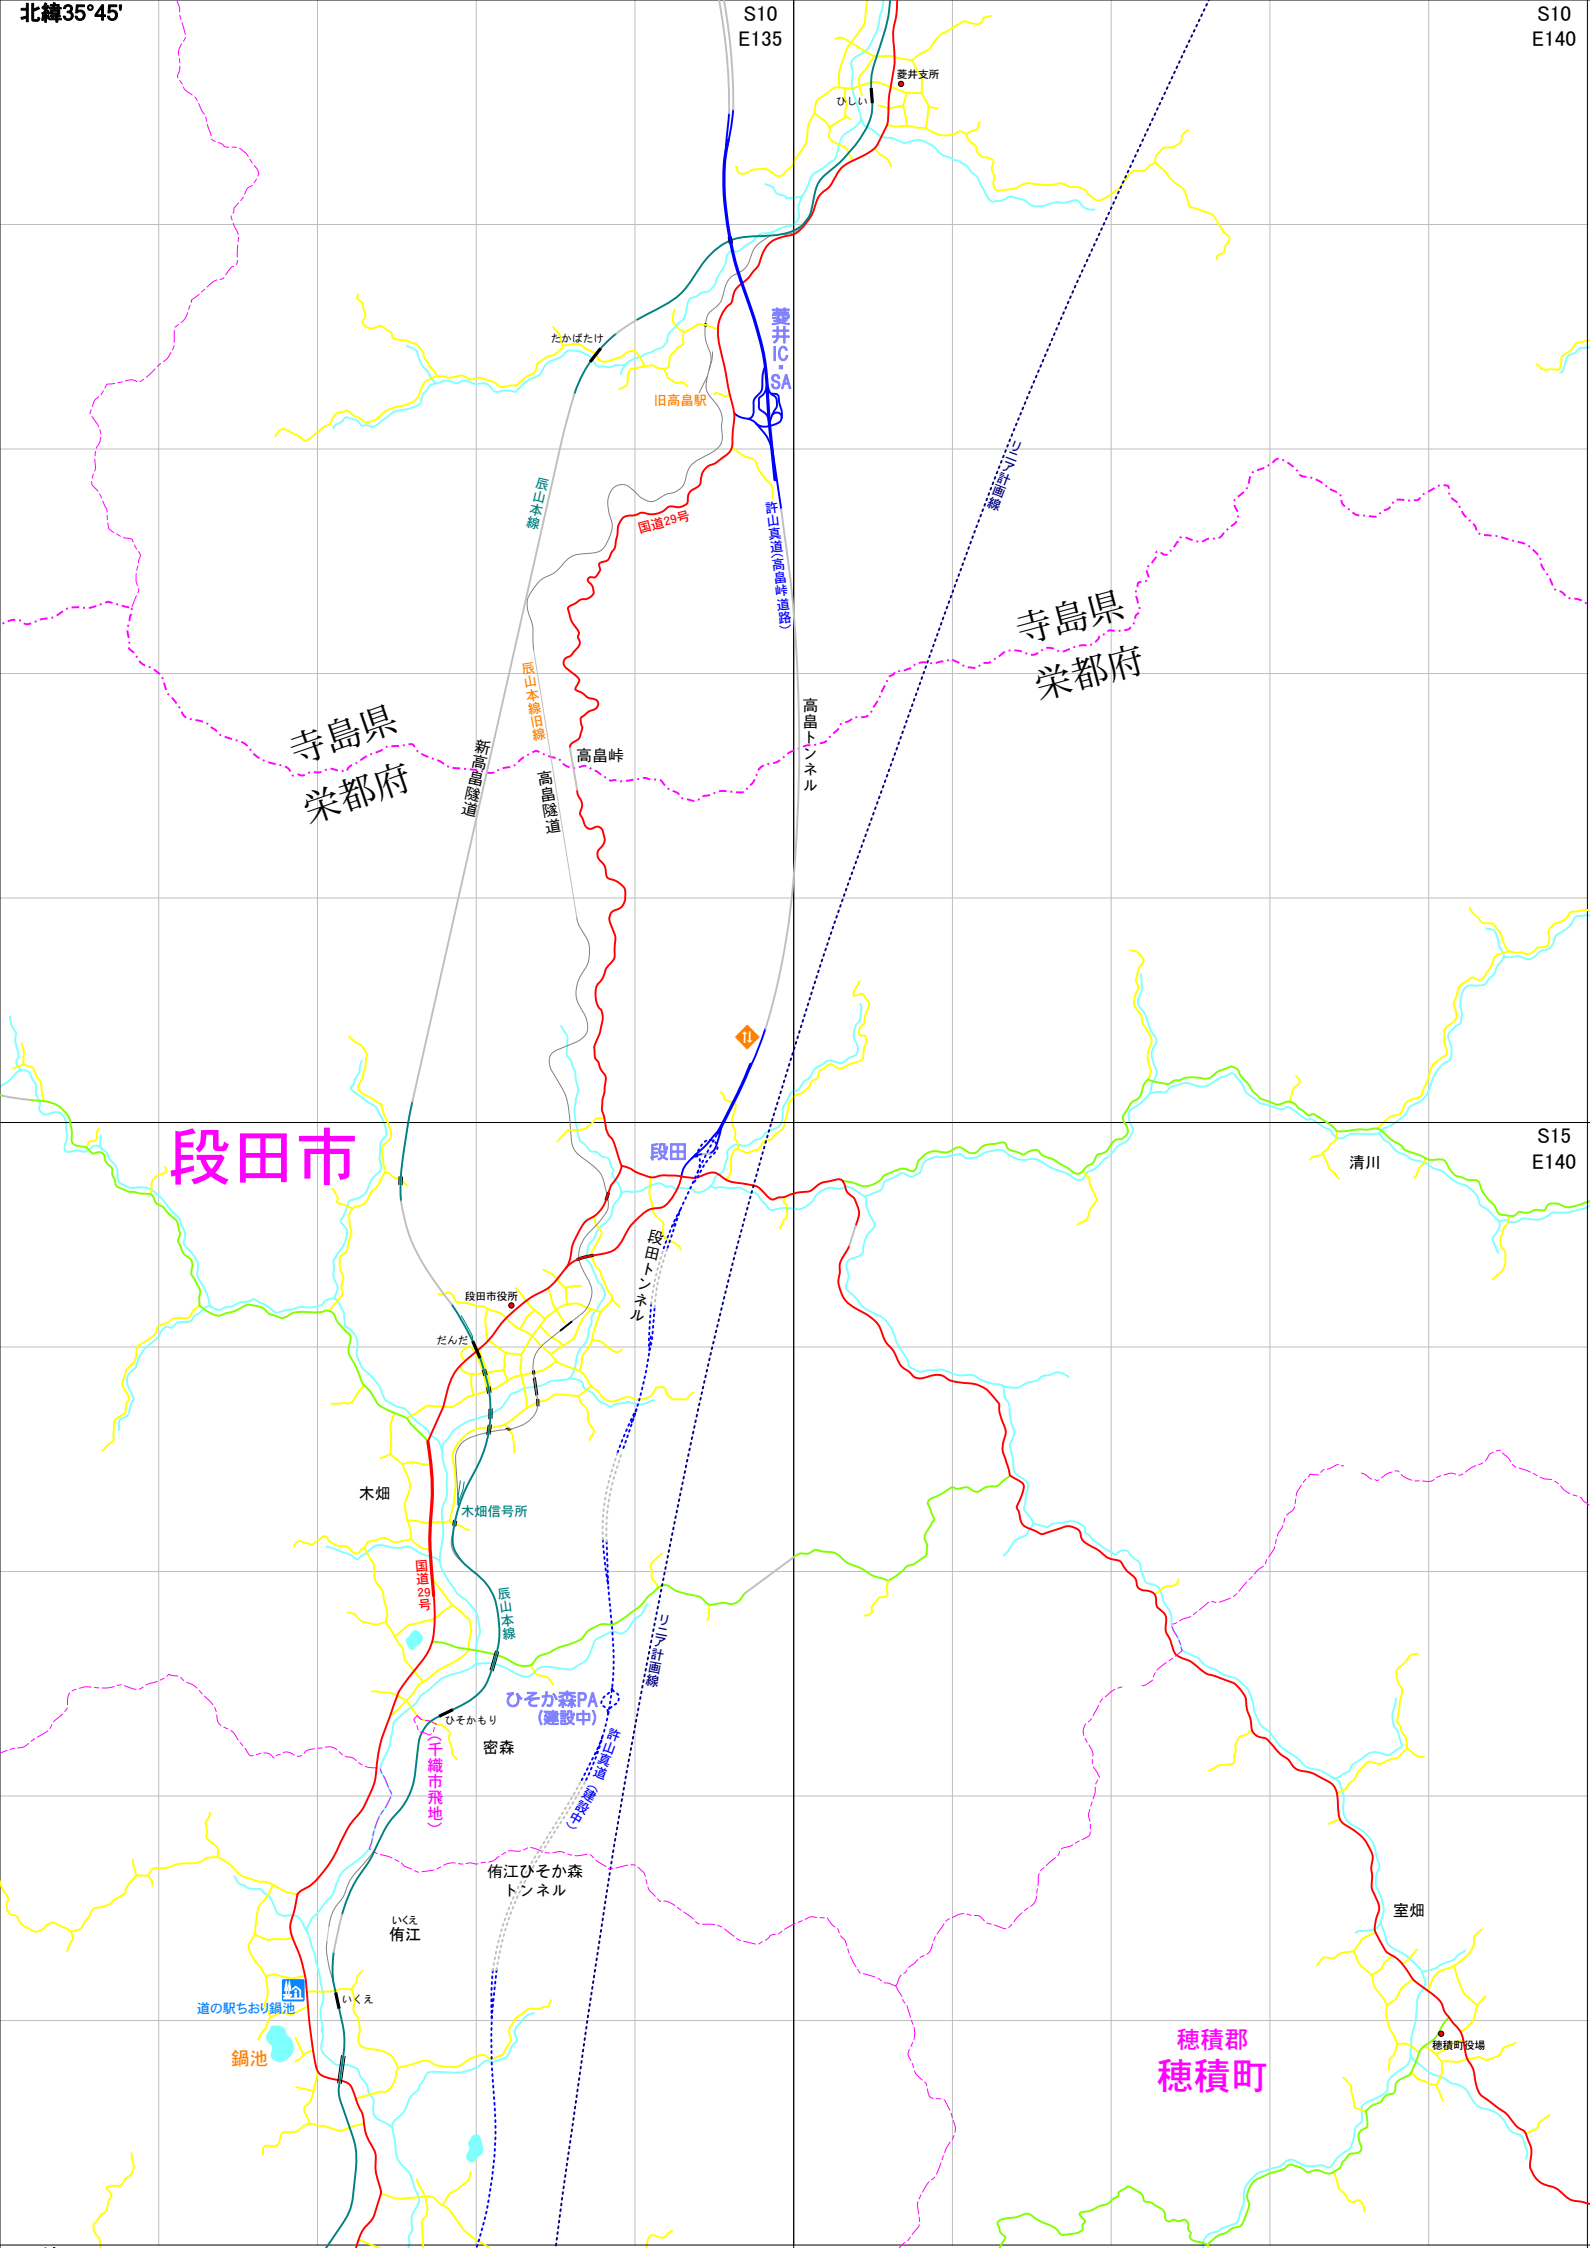 北緯35°45'
S10
E135
S10
E140
菱井支所
ひしい
たかばたけ
菱井IC・SA
旧高畠駅
辰山本線
国道29号
許山真道(高畠峠道路)
リニア計画線
寺島県
栄都府
辰山本線旧線
高畠トンネル
寺島県
栄都府
新高畠隧道
高畠隧道
高畠峠
段田市
段田
S15
E140
清川
段田トンネル
段田市役所
だんだ
木畑
木畑信号所
国道29号
辰山本線
リニア計画線
ひそか森PA
(建設中)
ひそかもり
密森
(千織市飛地)
許山真道(建設中)
侑江ひそか森
トンネル
いくえ
侑江
室畑
道の駅ちおり鍋池
いくえ
鍋池
穂積郡
穂積町
穂積町役場